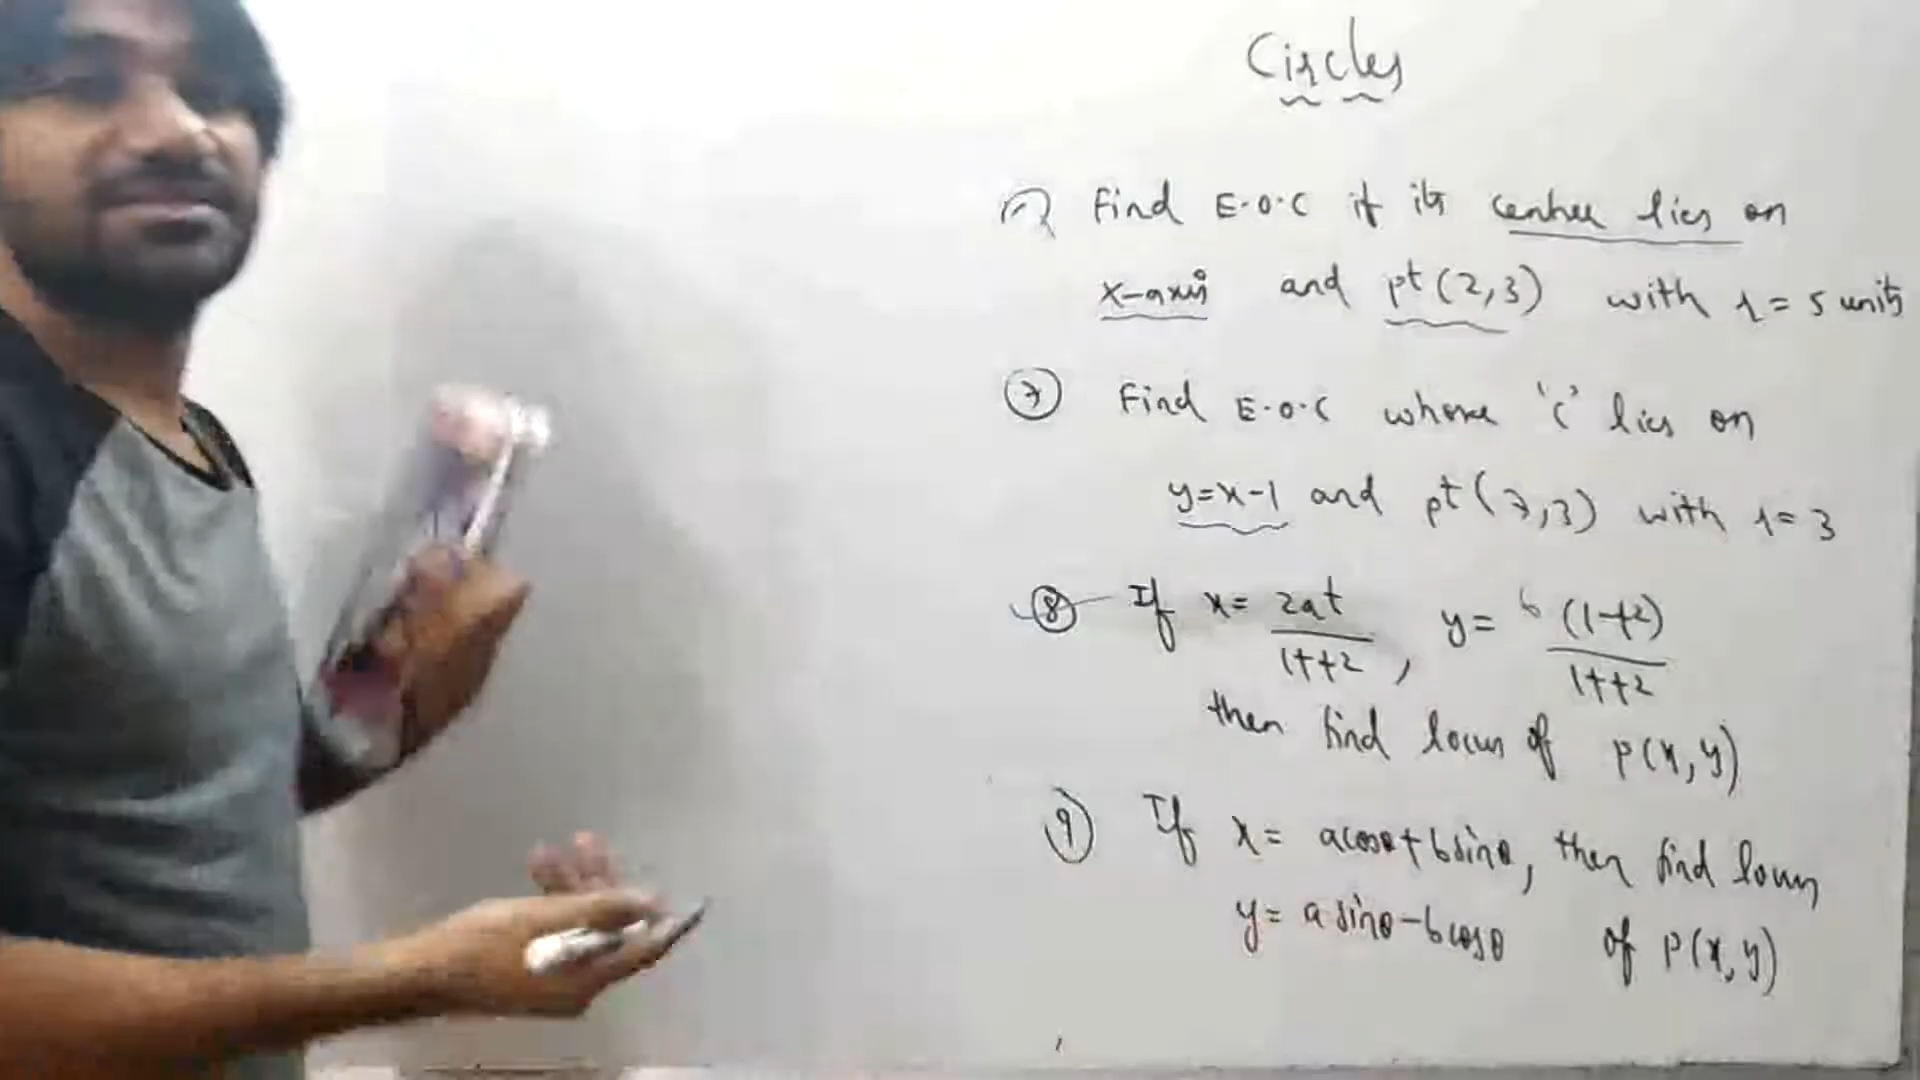 Circles
Find E.O.C if its centre lies on
x-axis and pt (2,3) with r = 5 units
⑦ Find E.O.C whose 'C' lies on
y=x-1 and pt (7,3) with r=3
⑧ If x= 2at/1+t2, y= b(1-t2)/1+t2
then find locus of P(x,y)
⑨ If x= acosθ+bsinθ, then find locus
y= a sinθ-bcosθ of P(x,y)